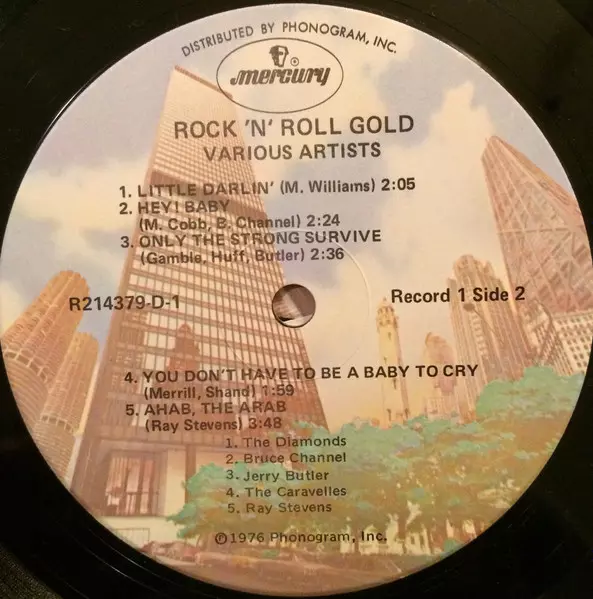 DISTRIBUTED BY PHONOGRAM, INC.
mercury
ROCK 'N' ROLL GOLD
VARIOUS ARTISTS
1. LITTLE DARLIN' (M. Williams) 2:05
2. HEY! BABY
(M. Cobb, B. Channel) 2:24
3. ONLY THE STRONG SURVIVE
(Gamble, Huff, Butler) 2:36
R214379-D-1
Record 1 Side 2
4. YOU DON'T HAVE TO BE A BABY TO CRY
(Merrill, Shand) 1:59
5. AHAB, THE ARAB
(Ray Stevens) 3:48
1. The Diamonds
2. Bruce Channel
3. Jerry Butler
4. The Caravelles
5. Ray Stevens
℗1976 Phonogram, Inc.